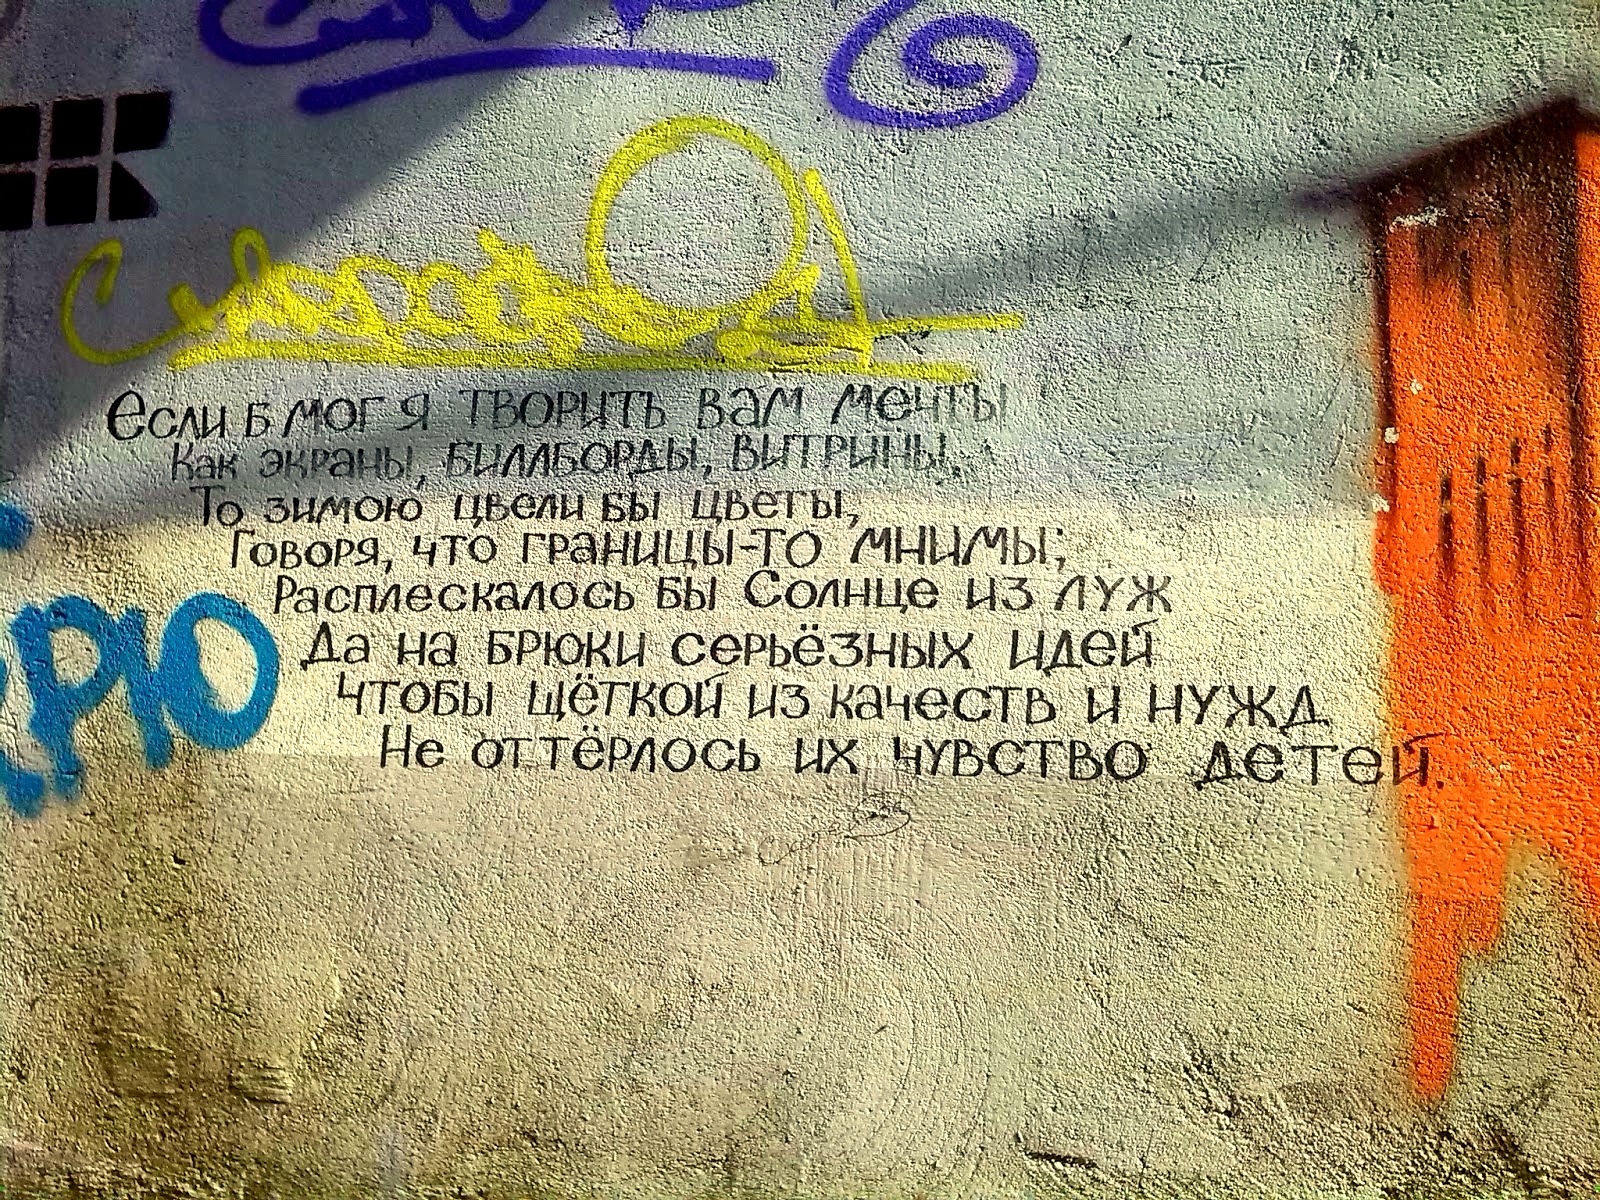 Если б мог я творить вам мечты
Как экраны, биллборды, витрины,
То зимою цвели бы цветы,
Говоря, что границы-то мнимы;
Расплескалось бы Солнце из луж
Да на брюки серьёзных идей
Чтобы щёткой из качеств и нужд
Не оттёрлось их чувство детей.